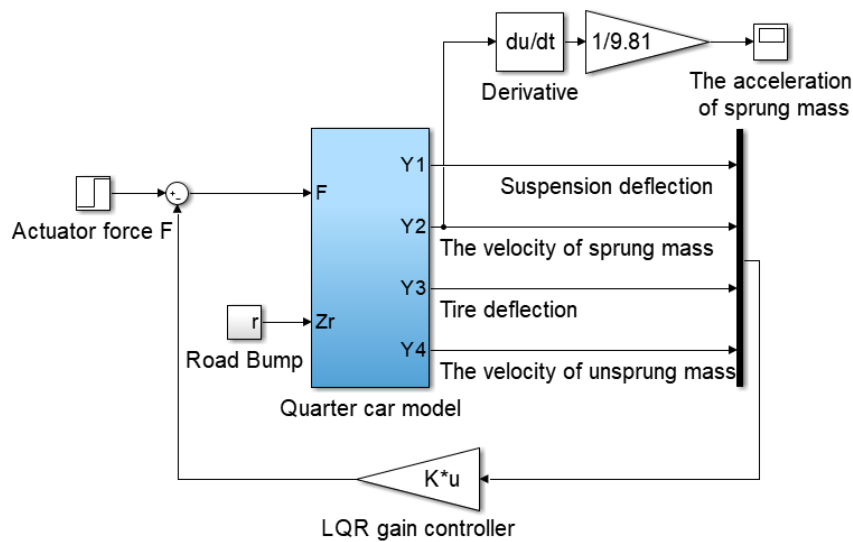 du/dt
1/9.81
Derivative
The acceleration
of sprung mass
Y1
Suspension deflection
F
+
-
Actuator force F
Y2
The velocity of sprung mass
Y3
Tire deflection
r
Zr
Road Bump
Y4
The velocity of unsprung mass
Quarter car model
K*u
LQR gain controller